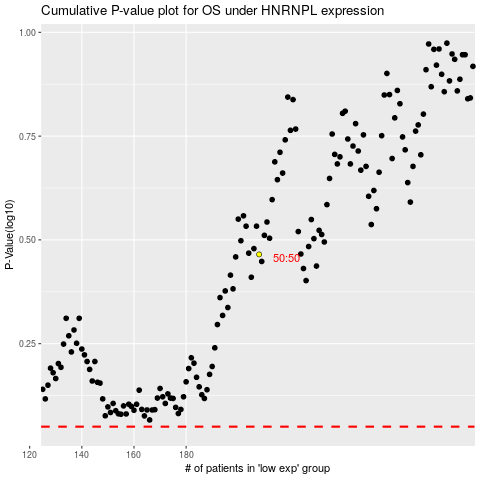 Cumulative P-value plot for OS under HNRNPL expression
P-Value(log10)
1.00
0.75
0.50
0.25
50:50
120 140 160 180
# of patients in 'low exp' group